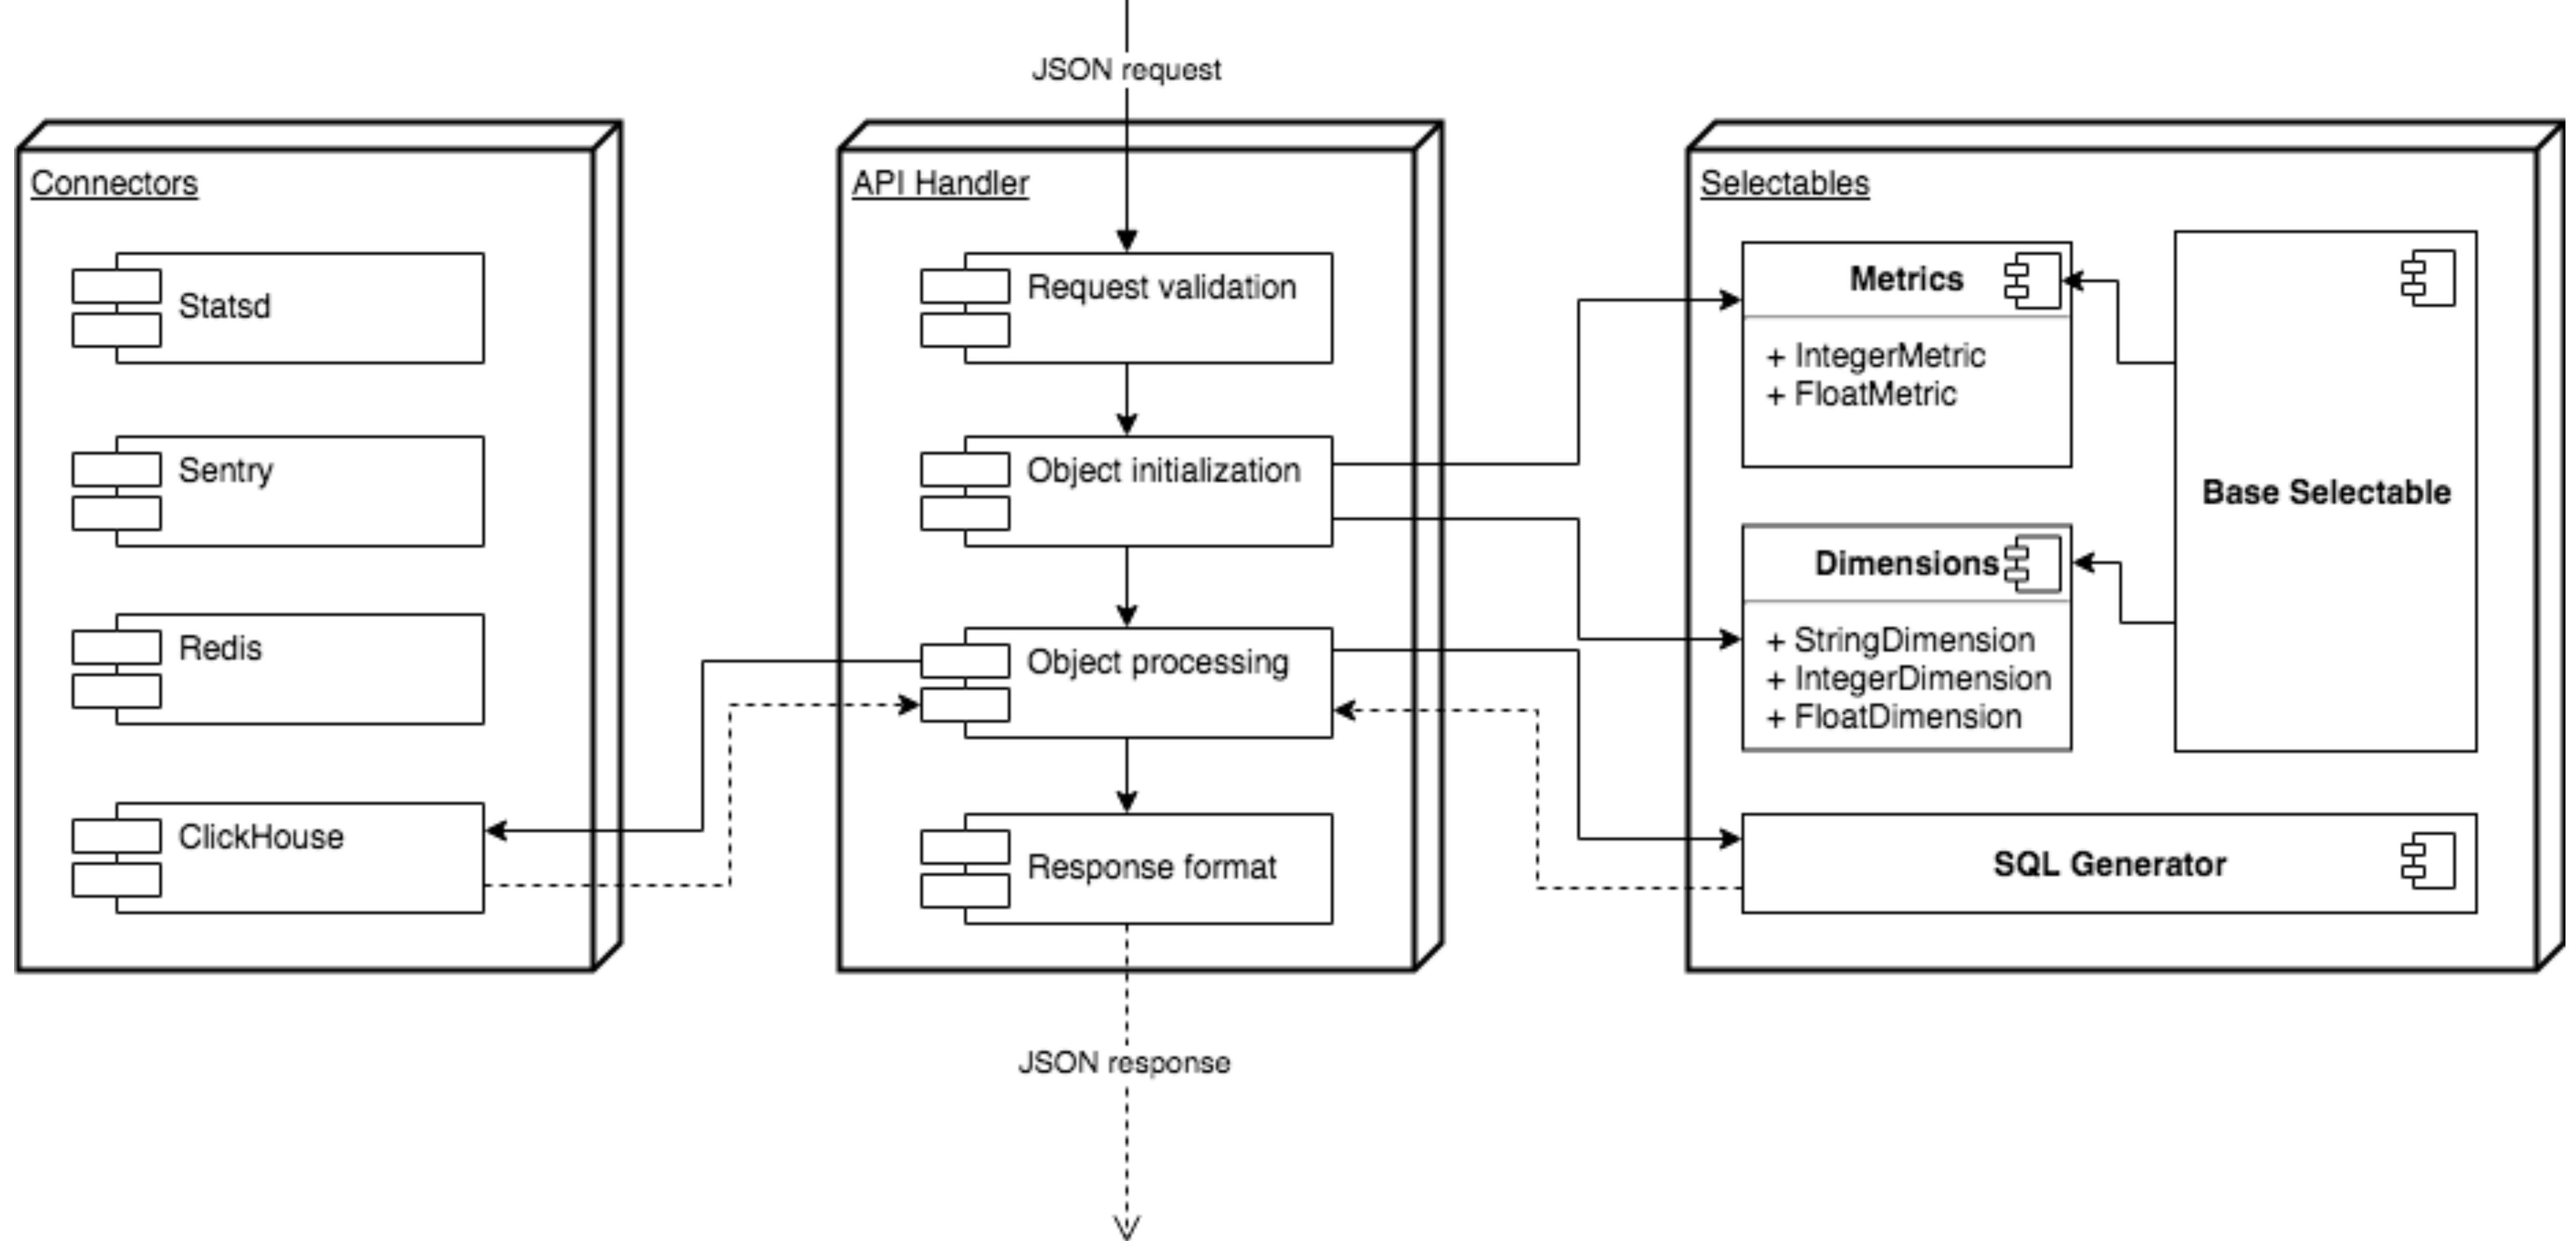 JSON request
Connectors
Statsd
Sentry
Redis
ClickHouse
API Handler
Request validation
Object initialization
Object processing
Response format
Selectables
Metrics
+ IntegerMetric
+ FloatMetric
Dimensions
+ StringDimension
+ IntegerDimension
+ FloatDimension
Base Selectable
SQL Generator
JSON response